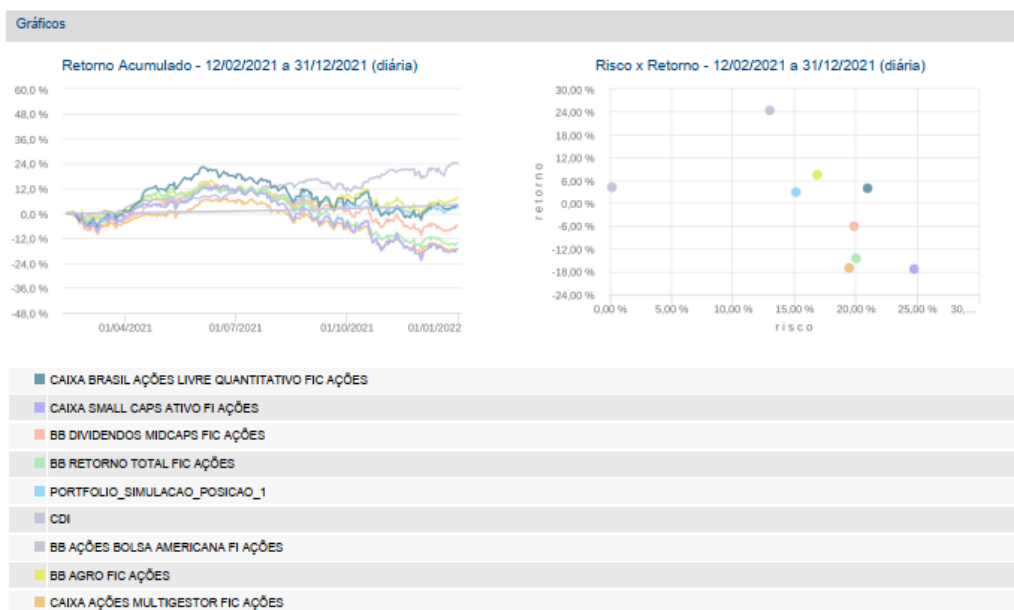 Gráficos
Retorno Acumulado - 12/02/2021 a 31/12/2021 (diária)
60,0 %
48,0 %
36,0 %
24,0 %
12,0 %
0,0 %
-12,0 %
-24,0 %
-36,0 %
-48,0 %
01/04/2021 01/07/2021 01/10/2021 01/01/2022
Risco x Retorno - 12/02/2021 a 31/12/2021 (diária)
30,00 %
24,00 %
18,00 %
12,00 %
6,00 %
0,00 %
-6,00 %
-12,00 %
-18,00 %
-24,00 %
retorno
0,00 % 5,00 % 10,00 % 15,00 % 20,00 % 25,00 % 30,...
risco
CAIXA BRASIL AÇÕES LIVRE QUANTITATIVO FIC AÇÕES
CAIXA SMALL CAPS ATIVO FI AÇÕES
BB DIVIDENDOS MIDCAPS FIC AÇÕES
BB RETORNO TOTAL FIC AÇÕES
PORTFOLIO_SIMULACAO_POSICAO_1
CDI
BB AÇÕES BOLSA AMERICANA FI AÇÕES
BB AGRO FIC AÇÕES
CAIXA AÇÕES MULTIGESTOR FIC AÇÕES